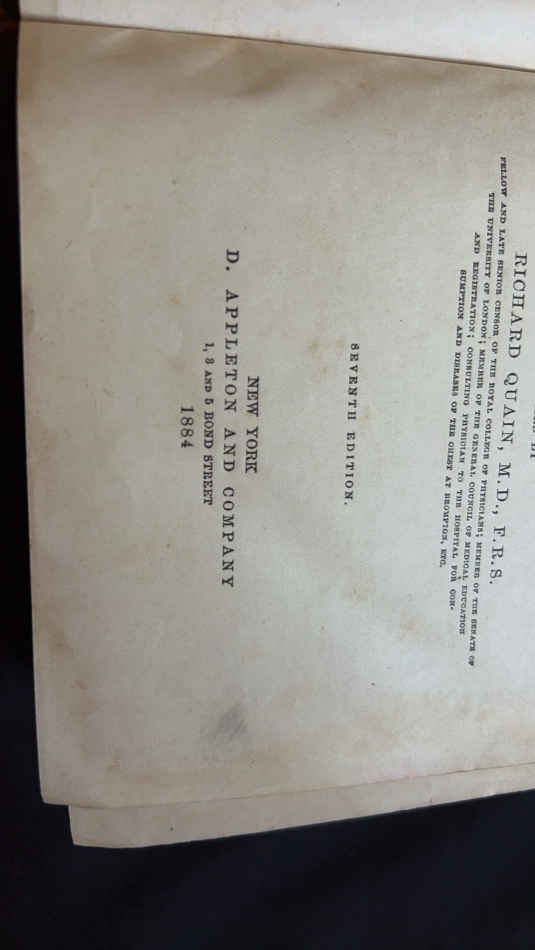 RICHARD QUAIN, M.D., F.R.S.
FELLOW AND LATE SENIOR CENSOR OF THE ROYAL COLLEGE OF PHYSICIANS; MEMBER OF THE SENATE OF
THE UNIVERSITY OF LONDON; MEMBER OF THE GENERAL COUNCIL OF MEDICAL EDUCATION
AND REGISTRATION; CONSULTING PHYSICIAN TO THE HOSPITAL FOR CON-
SUMPTION AND DISEASES OF THE CHEST AT BROMPTON, ETC.
SEVENTH EDITION.
NEW YORK
D. APPLETON AND COMPANY
1, 3 AND 5 BOND STREET
1884